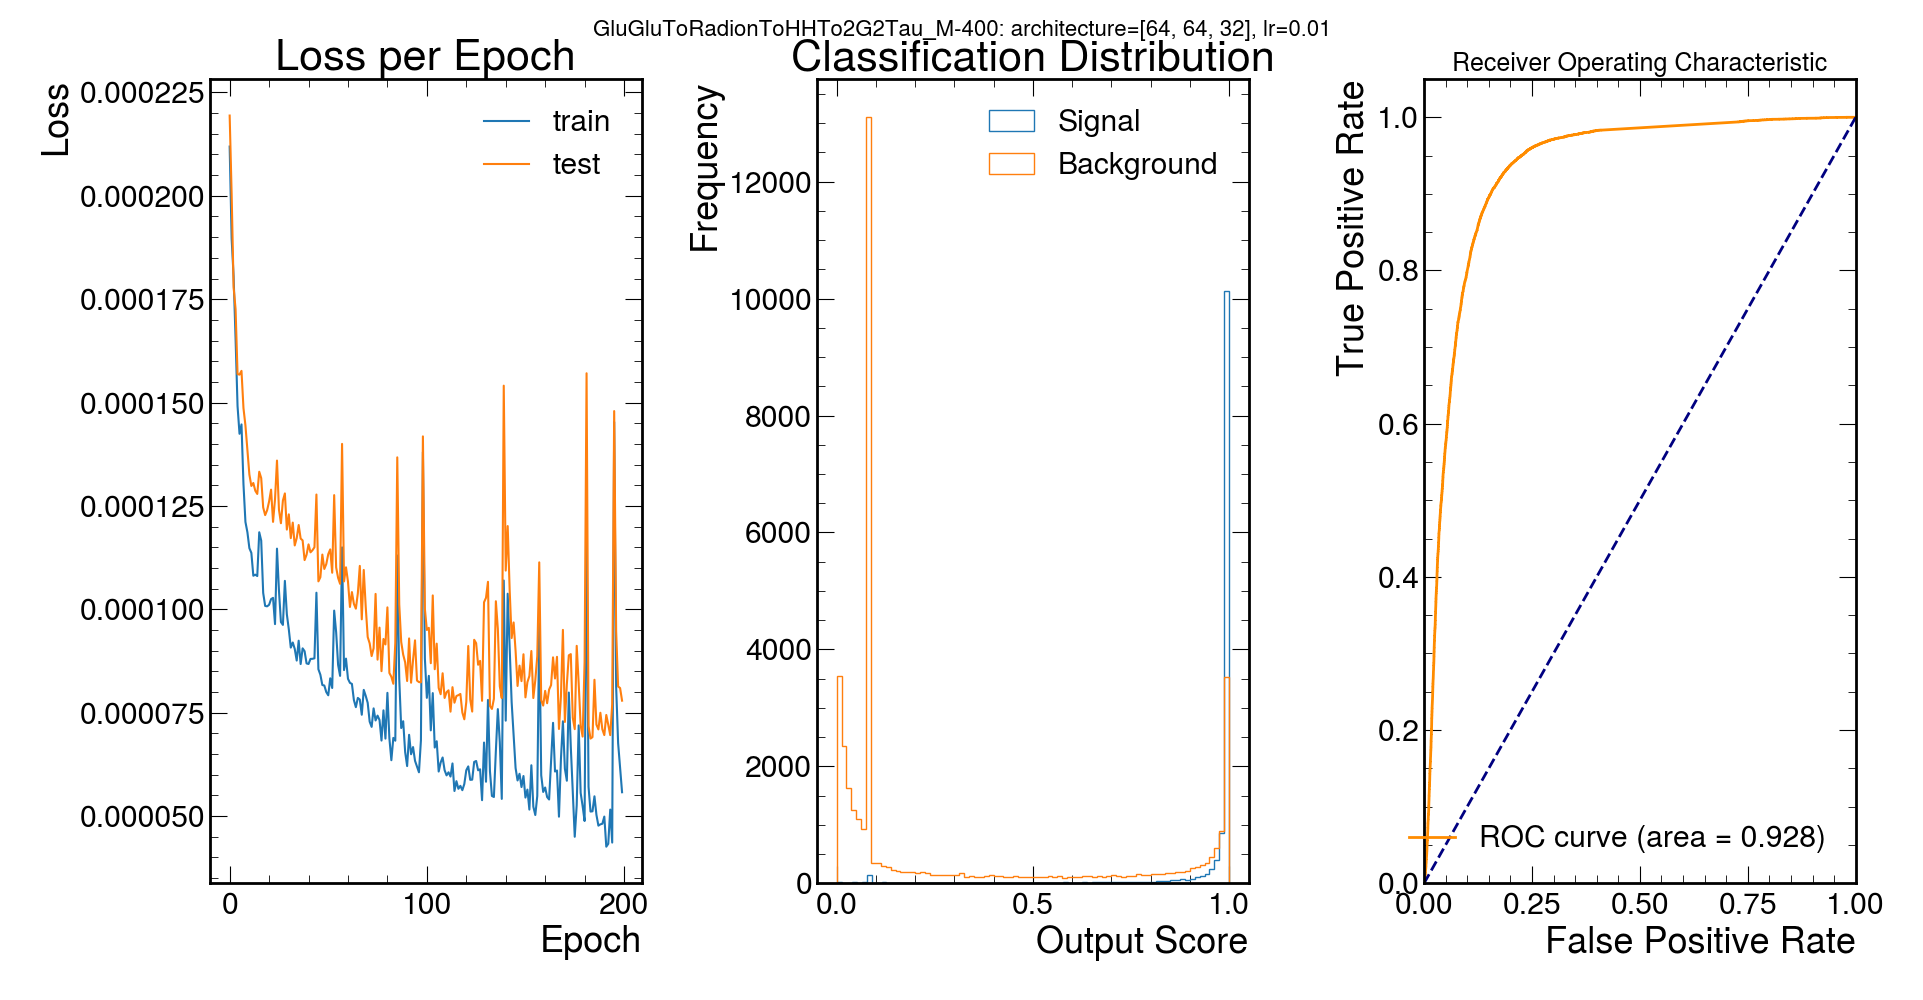 GluGluToRadionToHHTo2G2Tau_M-400: architecture=[64, 64, 32], lr=0.01
Loss per Epoch
Loss
0.000225
0.000200
0.000175
0.000150
0.000125
0.000100
0.000075
0.000050
train
test
0 100 200
Epoch
Classification Distribution
Frequency
12000
10000
8000
6000
4000
2000
0
Signal
Background
0.0 0.5 1.0
Output Score
Receiver Operating Characteristic
True Positive Rate
1.0
0.8
0.6
0.4
0.2
0.0
ROC curve (area = 0.928)
0.00 0.25 0.50 0.75 1.00
False Positive Rate